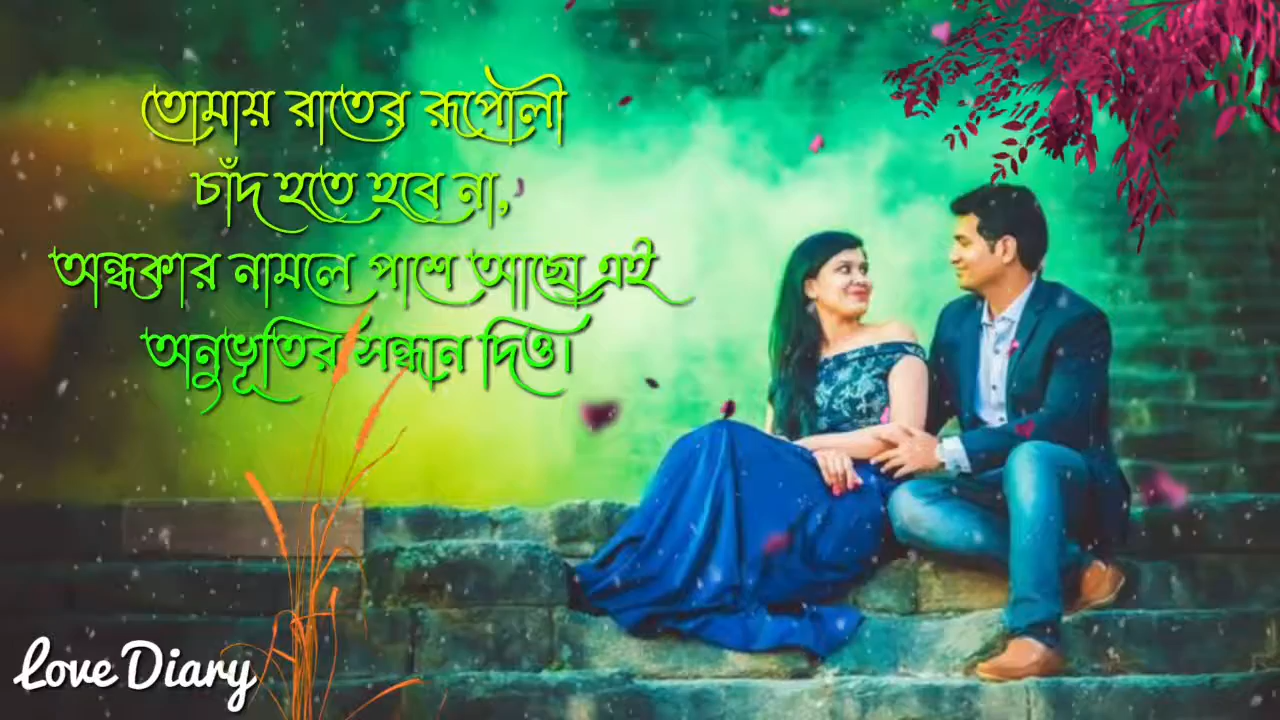 তোমায় রাতের রূপৌলী
চাঁদ হতে হবে না,
অন্ধকার নামলে পাশে আছো এই
অনুভূতির সন্ধান দিও।
Love Diary